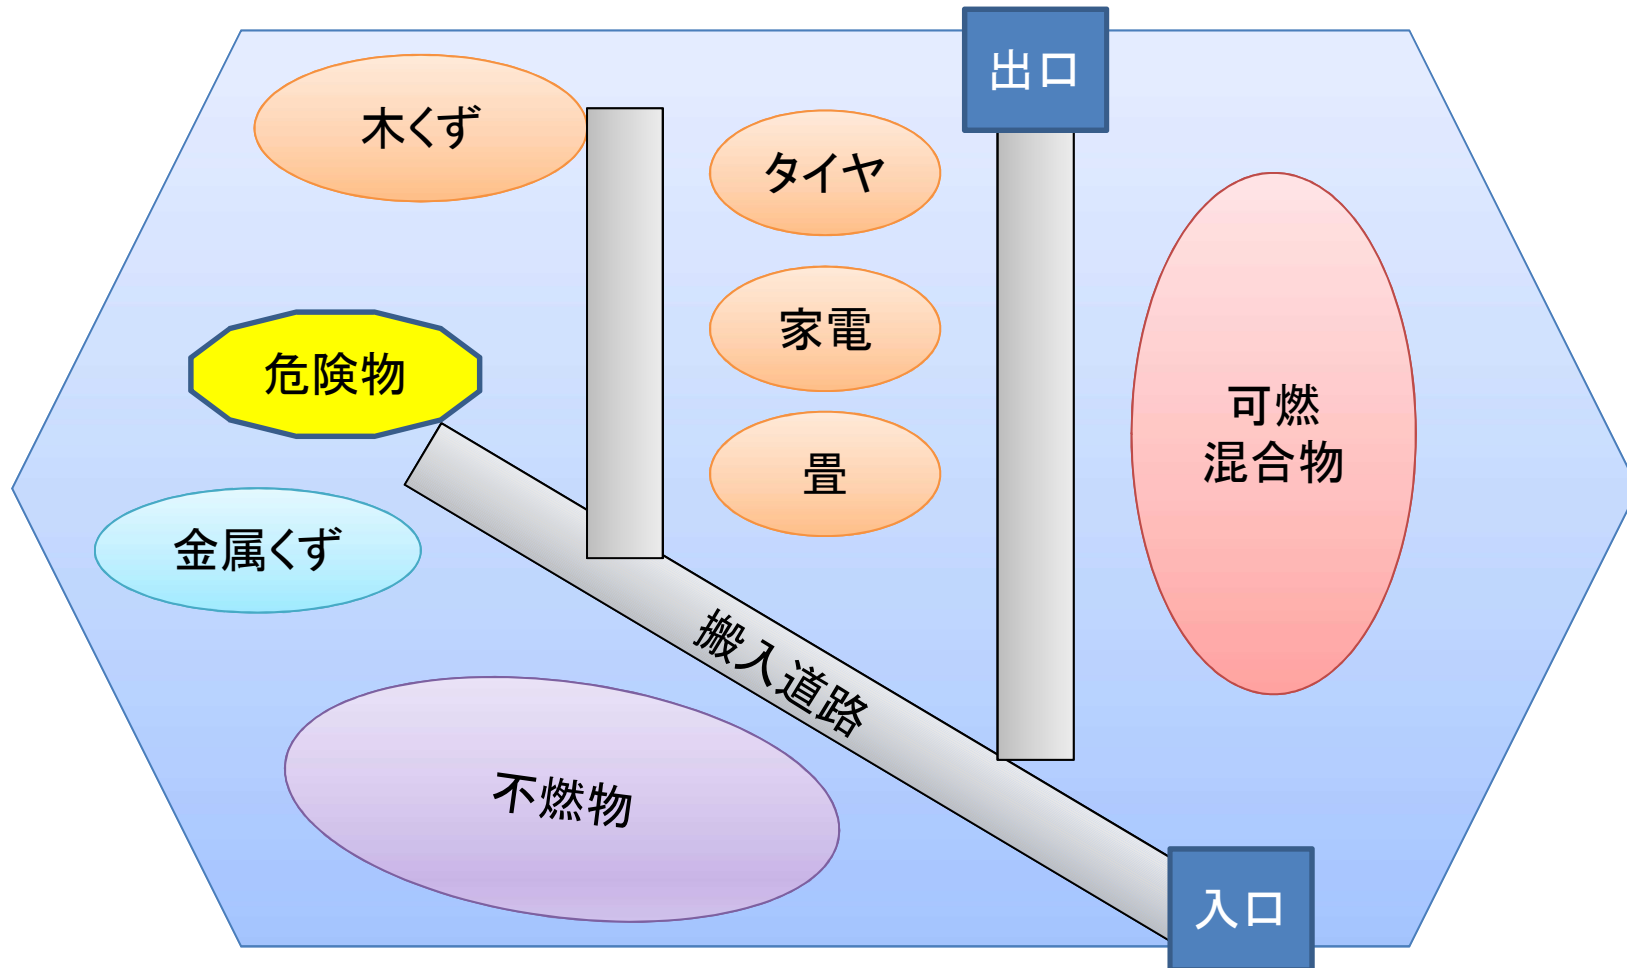 出口
木くず
タイヤ
家電
危険物
可燃
混合物
畳
金属くず
搬入道路
不燃物
入口